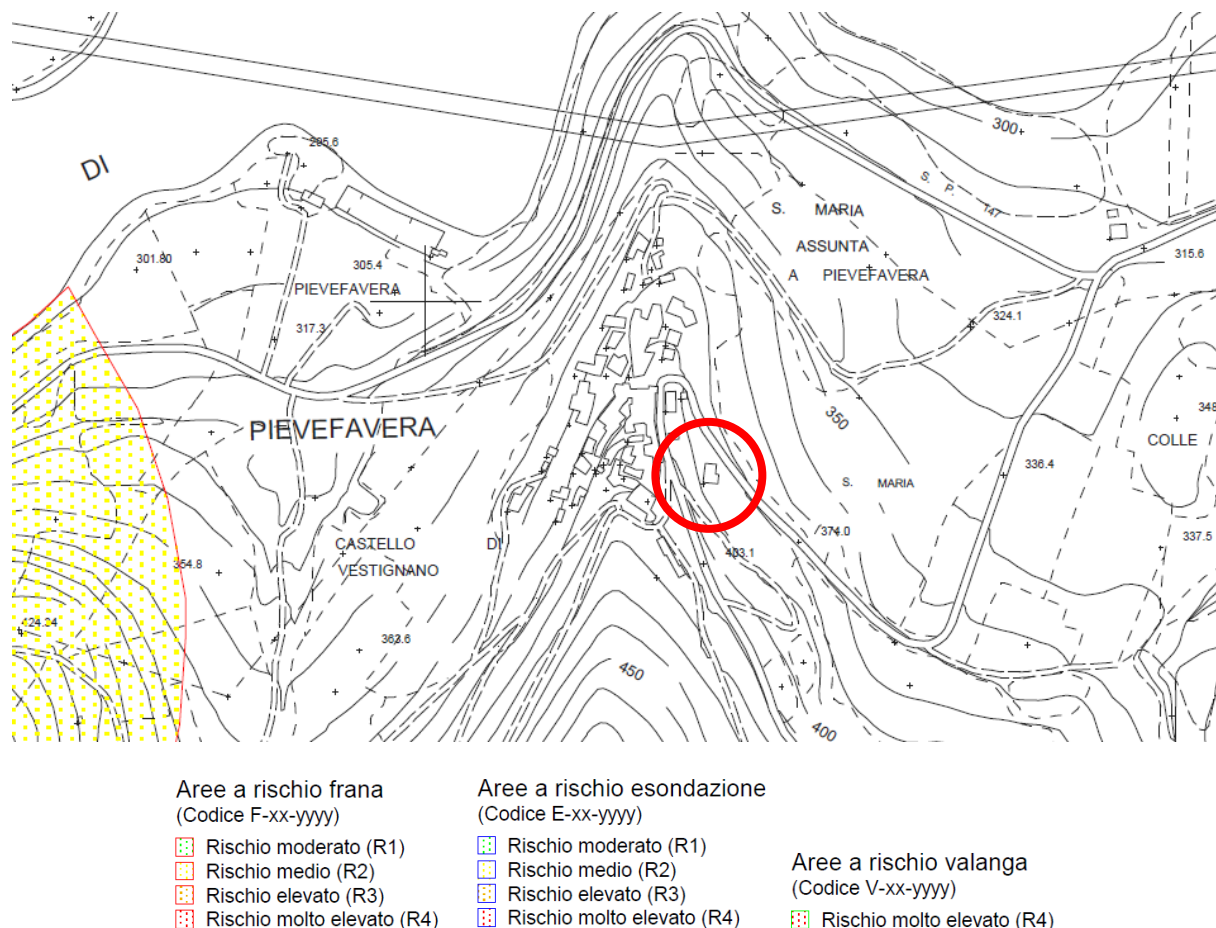 DI
295.6
300
S. P. 147
S. MARIA
ASSUNTA
A PIEVEFAVERA
301.80
305.4
PIEVEFAVERA
315.6
317.3
324.1
350
348
PIEVEFAVERA
COLLE
336.4
S. MARIA
374.0
337.5
CASTELLO DI
VESTIGNANO
403.1
354.8
424.24
363.6
450
400
Aree a rischio frana
(Codice F-xx-yyyy)
Rischio moderato (R1)
Rischio medio (R2)
Rischio elevato (R3)
Rischio molto elevato (R4)
Aree a rischio esondazione
(Codice E-xx-yyyy)
Rischio moderato (R1)
Rischio medio (R2)
Rischio elevato (R3)
Rischio molto elevato (R4)
Aree a rischio valanga
(Codice V-xx-yyyy)
Rischio molto elevato (R4)